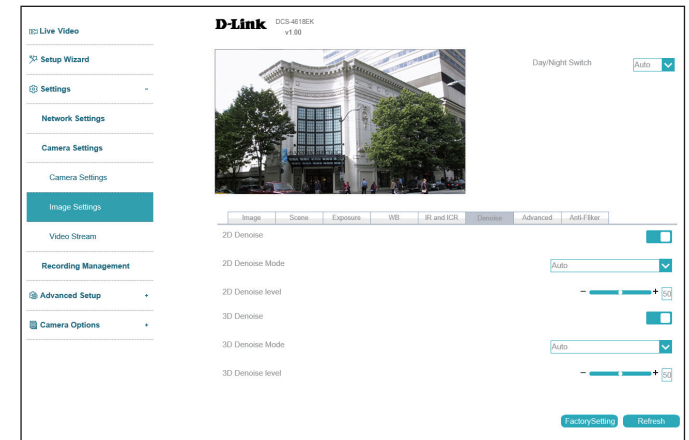 D-Link DCS-4618EK
v1.00
Live Video
Setup Wizard
Settings -
Network Settings
Camera Settings
Camera Settings
Image Settings
Video Stream
Recording Management
Advanced Setup +
Camera Options +
Day/Night Switch Auto
Image Scene Exposure WB IR and ICR Denoise Advanced Anti-Fliker
2D Denoise
2D Denoise Mode Auto
2D Denoise level - + 50
3D Denoise
3D Denoise Mode Auto
3D Denoise level - + 50
FactorySetting Refresh